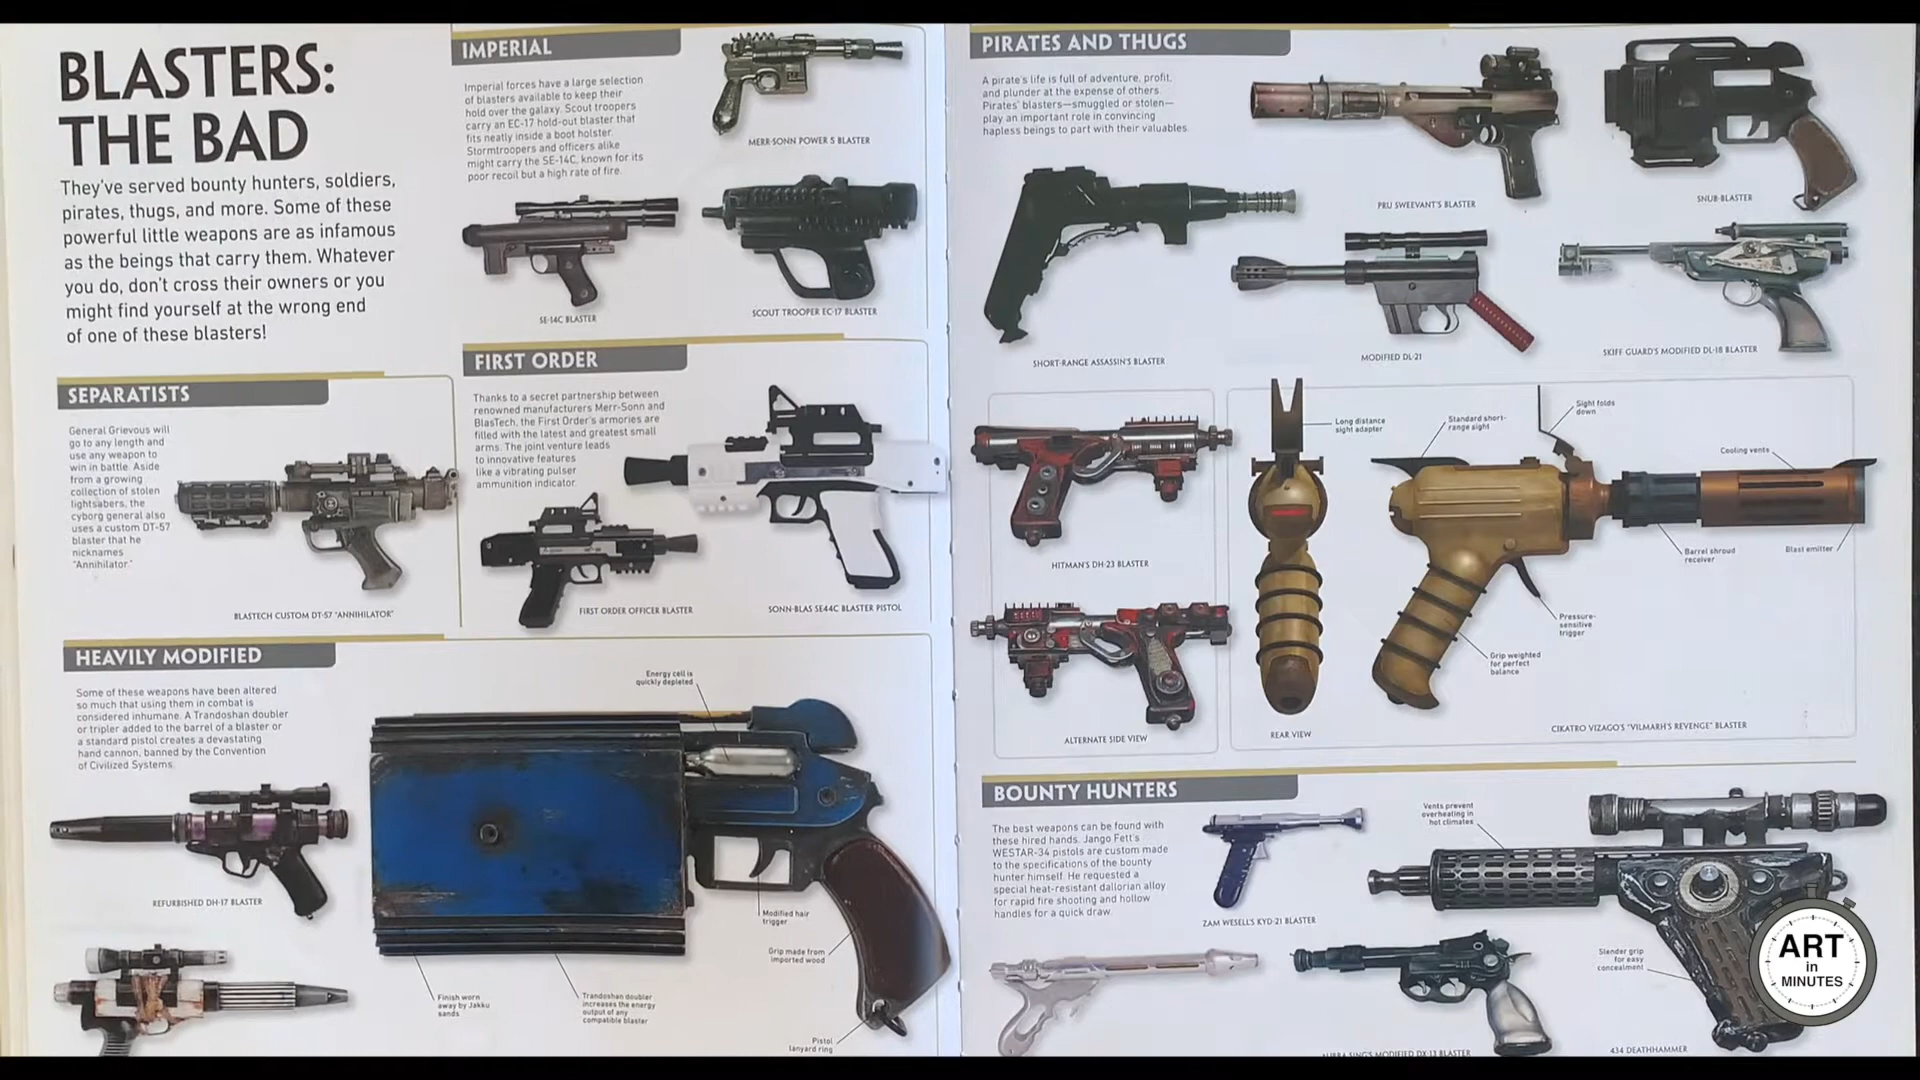 BLASTERS:
THE BAD
They've served bounty hunters, soldiers,
pirates, thugs, and more. Some of these
powerful little weapons are as infamous
as the beings that carry them. Whatever
you do, don't cross their owners or you
might find yourself at the wrong end
of one of these blasters!
SEPARATISTS
General Grievous will
go to any length and
use any weapon to
win in battle. Aside
from a growing
collection of stolen
lightsabers, the
cyborg general also
uses a custom DT-57
blaster that he
nicknames
"Annihilator."
BLASTECH CUSTOM DT-57 "ANNIHILATOR"
IMPERIAL
Imperial forces have a large selection
of blasters available to keep their
hold over the galaxy. Scout troopers
carry an EC-17 hold-out blaster that
fits neatly inside a boot holster.
Stormtroopers and officers alike
might carry the SE-14C, known for its
poor recoil but a high rate of fire.
MERR-SONN POWER 5 BLASTER
SE-14C BLASTER
SCOUT TROOPER EC-17 BLASTER
FIRST ORDER
Thanks to a secret partnership between
renowned manufacturers Merr-Sonn and
BlasTech, the First Order's armories are
filled with the latest and greatest small
arms. The joint venture leads
to innovative features
like a vibrating pulser
ammunition indicator.
FIRST ORDER OFFICER BLASTER
SONN-BLAS SE44C BLASTER PISTOL
HEAVILY MODIFIED
Some of these weapons have been altered
so much that using them in combat is
considered inhumane. A Trandoshan doubler
or tripler added to the barrel of a blaster or
a standard pistol creates a devastating
hand cannon, banned by the Convention
of Civilized Systems.
REFURBISHED DH-17 BLASTER
Energy cell is
quickly depleted
Modified hair
trigger
Grip made from
imported wood
Finish worn
away by Jakku
sands
Trandoshan doubler
increases the energy
output of any
compatible blaster
Pistol
lanyard ring
PIRATES AND THUGS
A pirate's life is full of adventure, profit,
and plunder at the expense of others.
Pirates' blasters—smuggled or stolen—
play an important role in convincing
hapless beings to part with their valuables.
PRU SWEEVANT'S BLASTER
SNUB-BLASTER
SHORT-RANGE ASSASSIN'S BLASTER
MODIFIED DL-21
SKIFF GUARD'S MODIFIED DL-18 BLASTER
HITMAN'S DH-23 BLASTER
ALTERNATE SIDE VIEW
Long distance
sight adapter
Standard short-
range sight
Sight folds
down
Cooling vents
Barrel shroud
receiver
Blast emitter
Pressure-
sensitive
trigger
Grip weighted
for perfect
balance
REAR VIEW
CIKATRO VIZAGO'S "VILMARH'S REVENGE" BLASTER
BOUNTY HUNTERS
The best weapons can be found with
these hired hands. Jango Fett's
WESTAR-34 pistols are custom made
to the specifications of the bounty
hunter himself. He requested a
special heat-resistant dallorian alloy
for rapid fire shooting and hollow
handles for a quick draw.
ZAM WESELL'S KYD-21 BLASTER
Vents prevent
overheating in
hot climates
Slender grip
for easy
concealment
AURRA SING'S MODIFIED DX-13 BLASTER
434 DEATHHAMMER
ART
in
MINUTES